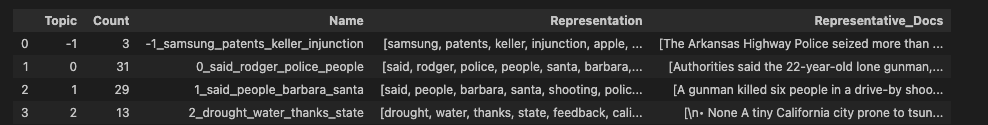 Topic Count Name Representation Representative_Docs
0 -1 3 -1_samsung_patents_keller_injunction [samsung, patents, keller, injunction, apple, ... [The Arkansas Highway Police seized more than ...
1 0 31 0_said_rodger_police_people [said, rodger, police, people, santa, barbara,... [Authorities said the 22-year-old lone gunman,...
2 1 29 1_said_people_barbara_santa [said, people, barbara, santa, shooting, polic... [A gunman killed six people in a drive-by shoo...
3 2 13 2_drought_water_thanks_state [drought, water, thanks, state, feedback, cali... [\n• None A tiny California city prone to tsun...